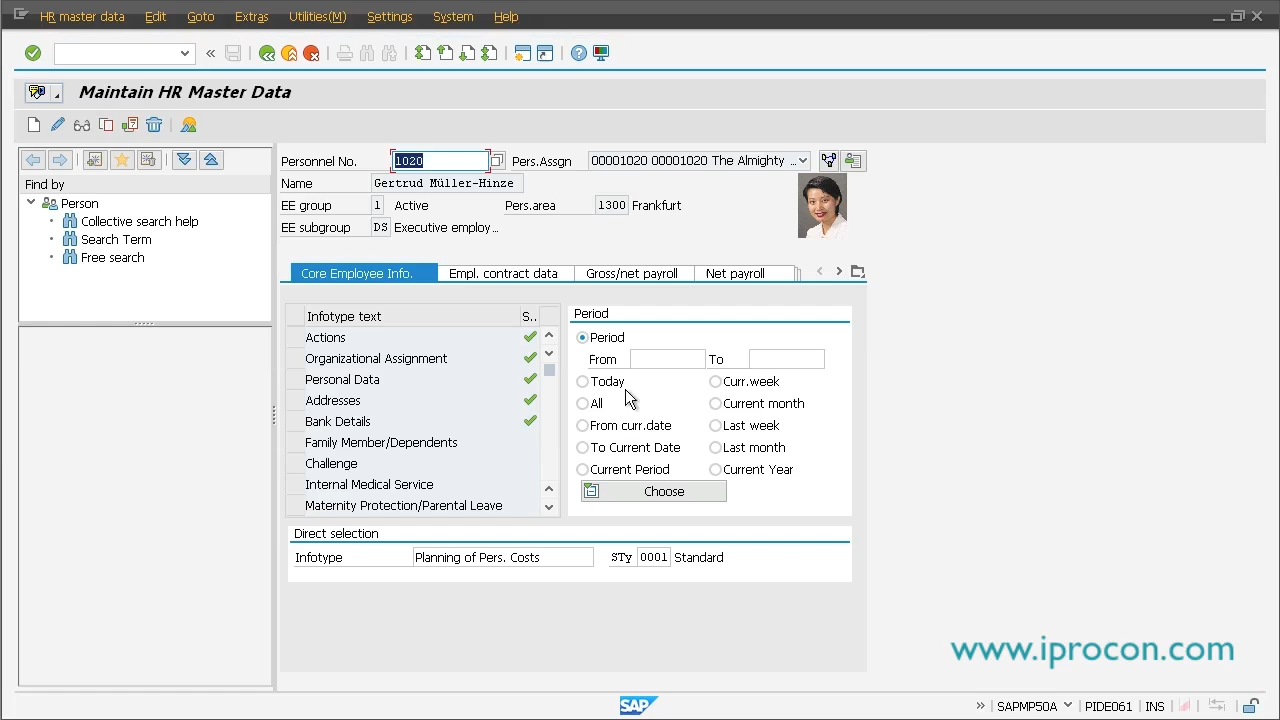 HR master data Edit Goto Extras Utilities(M) Settings System Help
Maintain HR Master Data
Personnel No. 1020 Pers.Assgn 00001020 00001020 The Almighty ...
Find by
Name Gertrud Müller-Hinze
Person
EE group 1 Active Pers.area 1300 Frankfurt
Collective search help
EE subgroup DS Executive employ...
Search Term
Free search
Core Employee Info. Empl. contract data Gross/net payroll Net payroll
Infotype text S..
Period
Actions
Period
Organizational Assignment
From To
Personal Data
Today Curr.week
Addresses
All Current month
Bank Details
From curr.date Last week
Family Member/Dependents
To Current Date Last month
Challenge
Current Period Current Year
Internal Medical Service
Choose
Maternity Protection/Parental Leave
Direct selection
Infotype Planning of Pers. Costs STy 0001 Standard
www.iprocon.com
SAP SAPMP50A PIDE061 INS